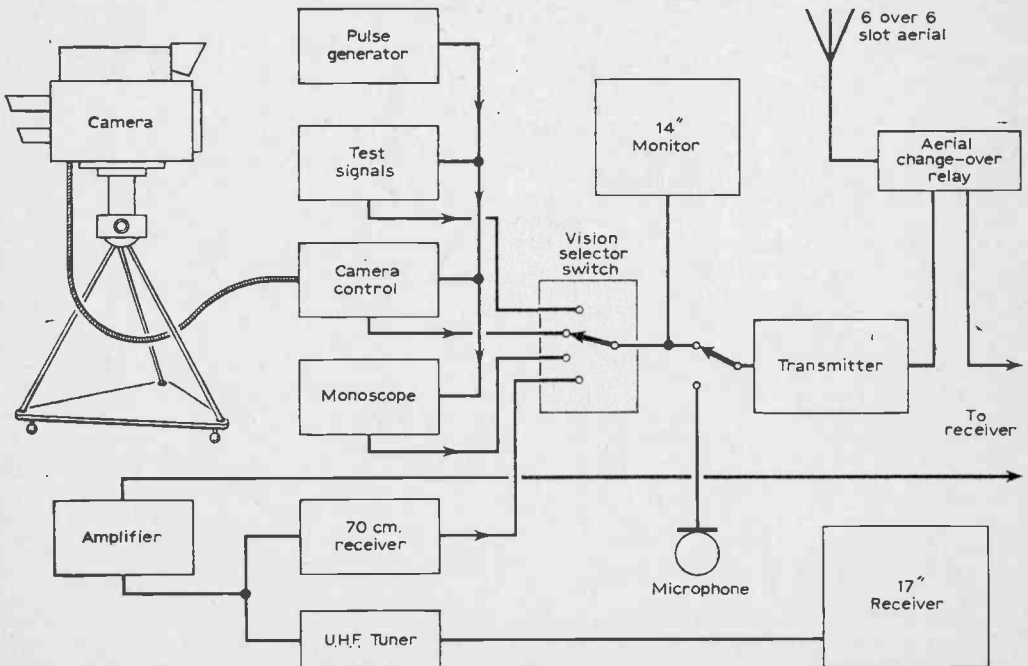 Pulse
generator
6 over 6
slot aerial
Camera
Test
signals
14"
Monitor
Aerial
change-over
relay
Vision
selector
switch
Camera
control
Transmitter
Monoscope
To
receiver
Amplifier
70 cm.
receiver
Microphone
17"
Receiver
U.H.F. Tuner